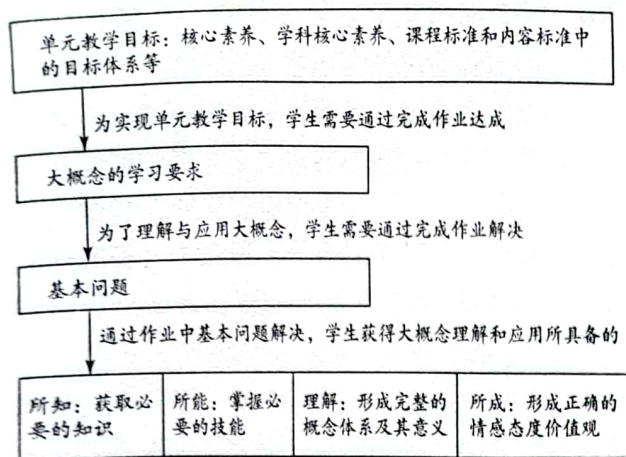 单元教学目标：核心素养、学科核心素养、课程标准和内容标准中
的目标体系等
为实现单元教学目标，学生需要通过完成作业达成
大概念的学习要求
为了理解与应用大概念，学生需要通过完成作业解决
基本问题
通过作业中基本问题解决，学生获得大概念理解和应用所具备的
所知：获取必
要的知识
所能：掌握必
要的技能
理解：形成完整的
概念体系及其意义
所成：形成正确的
情感态度价值观